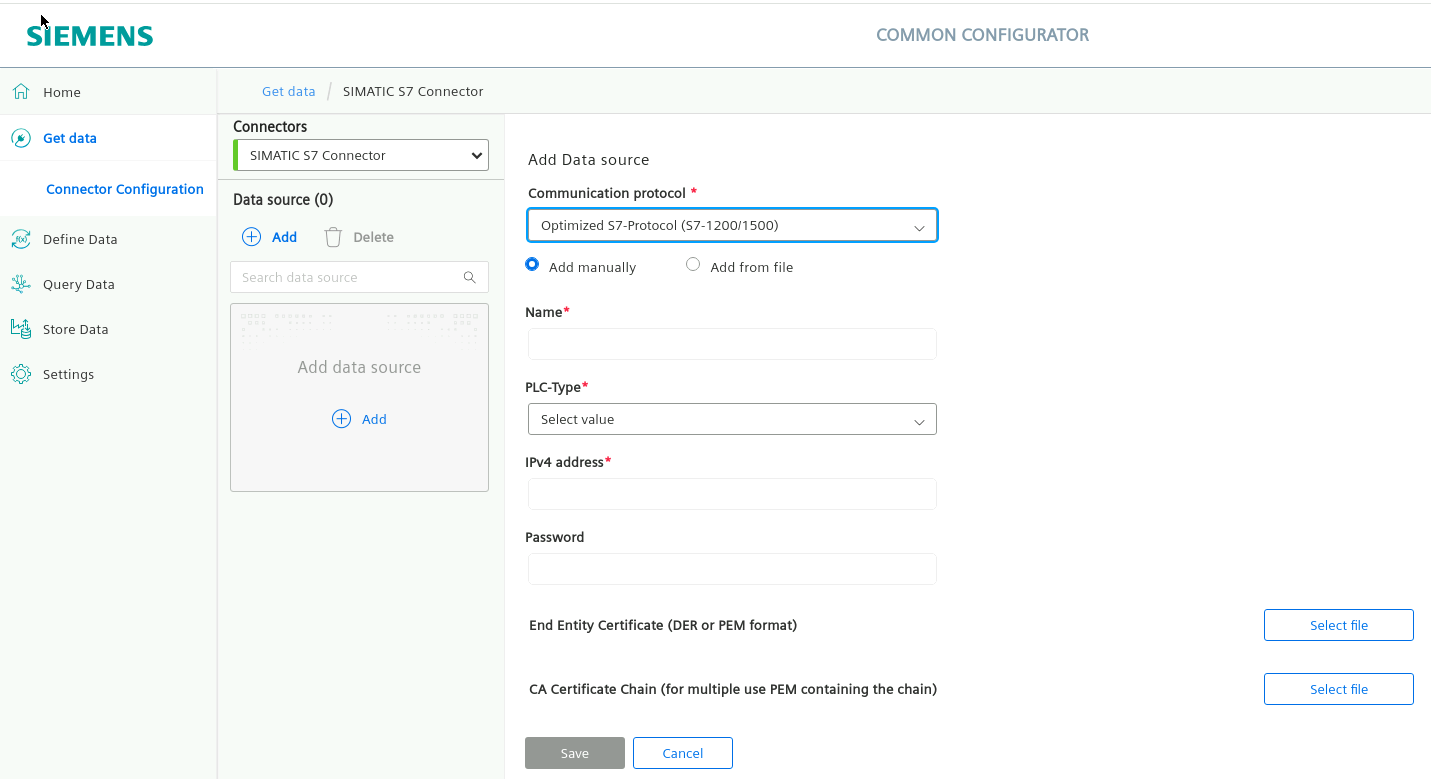 SIEMENS
COMMON CONFIGURATOR
Home
Get data
Connector Configuration
Define Data
Query Data
Store Data
Settings
Get data / SIMATIC S7 Connector
Connectors
SIMATIC S7 Connector
Data source (0)
Add Delete
Search data source
Add data source
Add
Add Data source
Communication protocol *
Optimized S7-Protocol (S7-1200/1500)
Add manually Add from file
Name*
PLC-Type*
Select value
IPv4 address*
Password
End Entity Certificate (DER or PEM format) Select file
CA Certificate Chain (for multiple use PEM containing the chain) Select file
Save Cancel